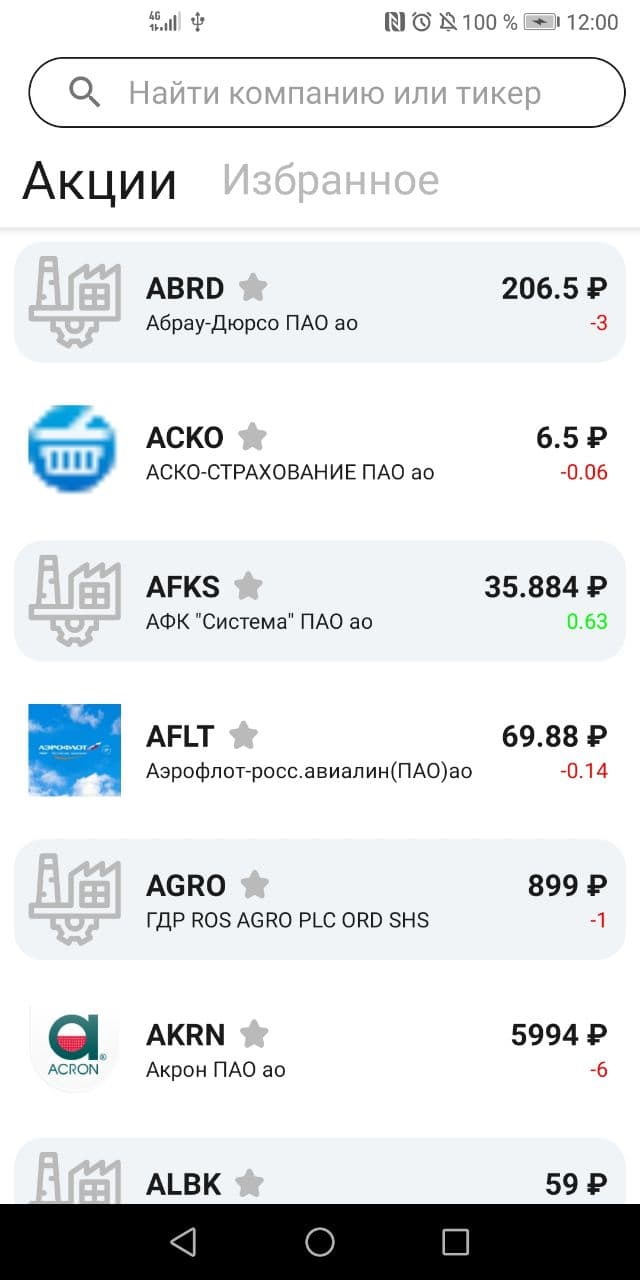 4G 100 % 12:00
Найти компанию или тикер
Акции Избранное
ABRD 206.5 ₽
Абрау-Дюрсо ПАО ао -3
ACKO 6.5 ₽
АСКО-СТРАХОВАНИЕ ПАО ао -0.06
AFKS 35.884 ₽
АФК "Система" ПАО ао 0.63
АЭРОФЛОТ
AFLT 69.88 ₽
Аэрофлот-росс.авиалин(ПАО)ао -0.14
AGRO 899 ₽
ГДР ROS AGRO PLC ORD SHS -1
AKRN 5994 ₽
ACRON ®
Акрон ПАО ао -6
ALBK 59 ₽